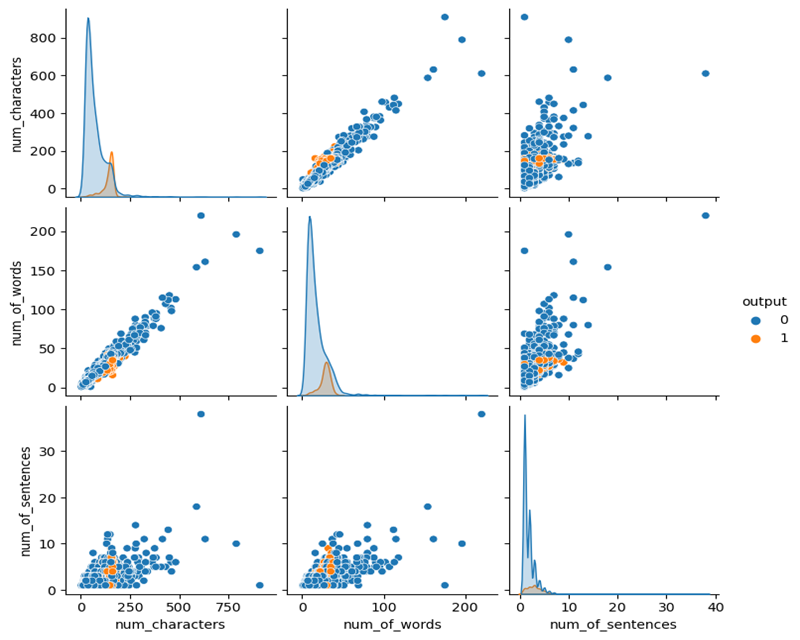 num_characters
800
600
400
200
0
num_of_words
200
150
100
50
0
output
0
1
num_of_sentences
30
20
10
0
0 250 500 750
0 100 200
0 10 20 30 40
num_characters num_of_words num_of_sentences